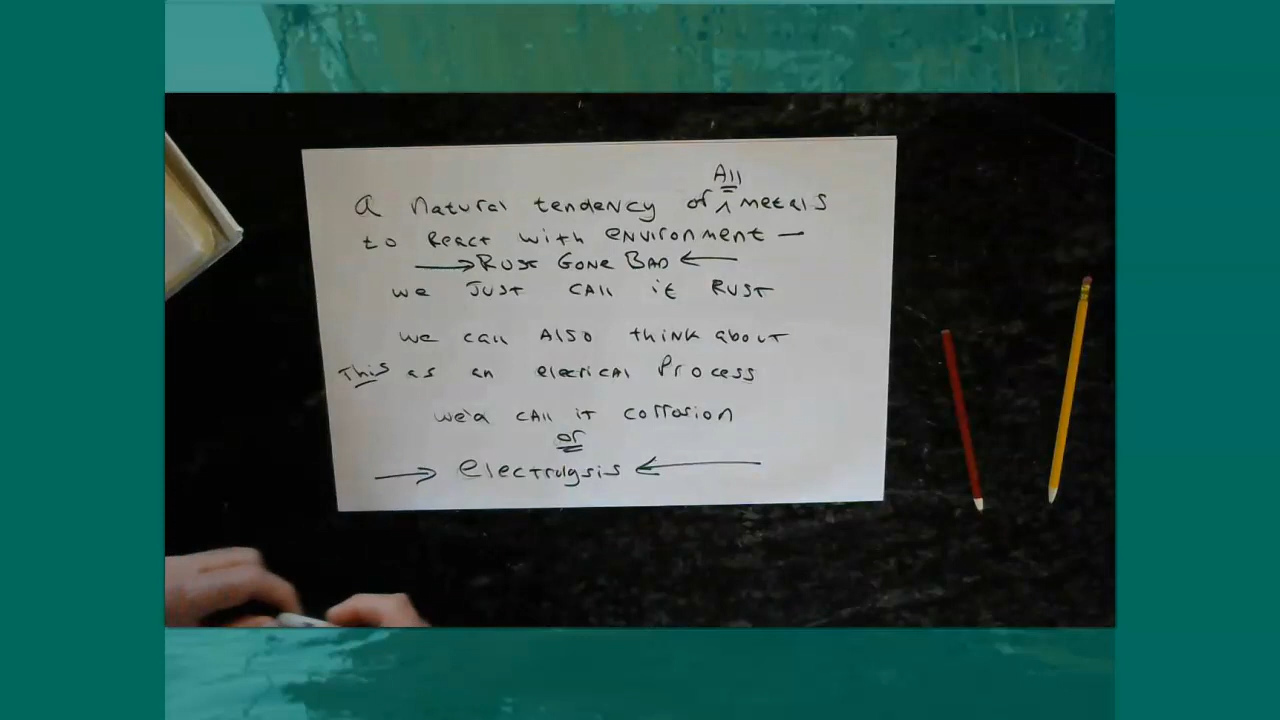 All
a natural tendency of ^ metals
to React with environment —
→ Rust Gone Bad ←
we Just call it Rust
we can Also think about
This as an elecrical Process
we'd call it corrosion
or
→ electrolysis ←